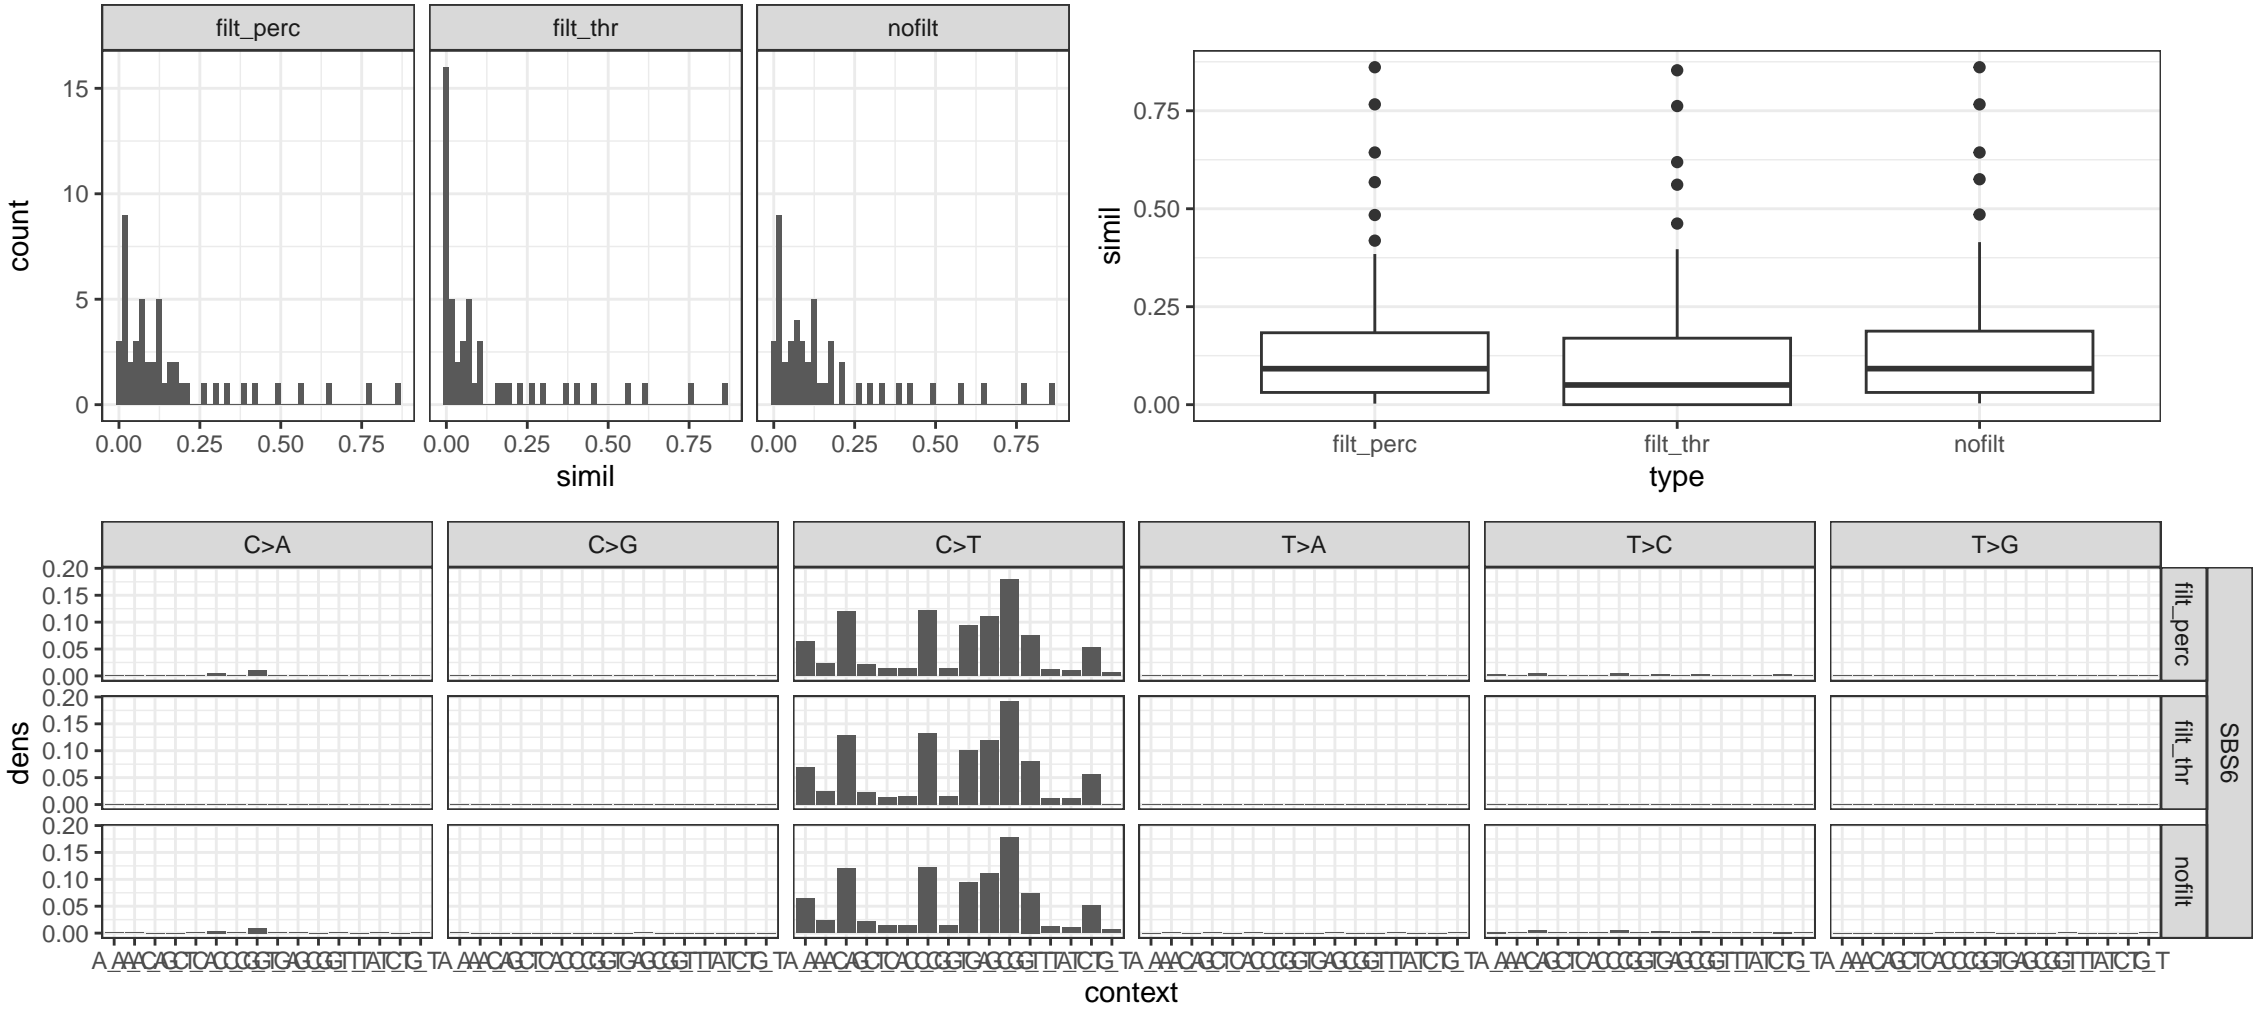 filt_perc filt_thr nofilt
15
10
5
0
count
0.00 0.25 0.50 0.75 0.00 0.25 0.50 0.75 0.00 0.25 0.50 0.75
simil
0.75
0.50
0.25
0.00
simil
filt_perc filt_thr nofilt
type
C>A C>G C>T T>A T>C T>G
0.20
0.15
0.10
0.05
0.00
0.20
0.15
0.10
0.05
0.00
0.20
0.15
0.10
0.05
0.00
dens
filt_perc
filt_thr
nofilt
SBS6
context